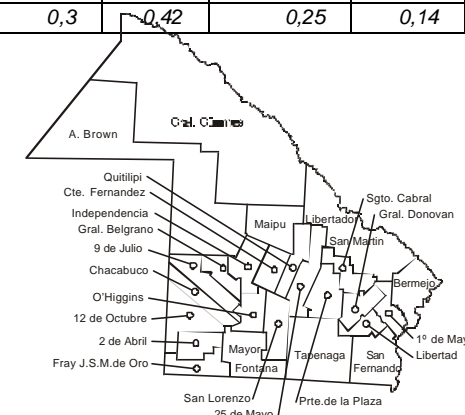 0,3 0,42 0,25 0,14
A. Brown
Quitilipi
Cte. Fernandez
Independencia
Gral. Belgrano
9 de Julio
Chacabuco
O'Higgins
12 de Octubre
2 de Abril
Fray J.S.M.de Oro
Maipu
Libertador
San Martin
Sgto. Cabral
Gral. Donovan
Bermejo
1º de May
Libertad
Mayor
Fontana
Tapenaga
San
Fernando
San Lorenzo
25 de Mayo
Prte.de la Plaza